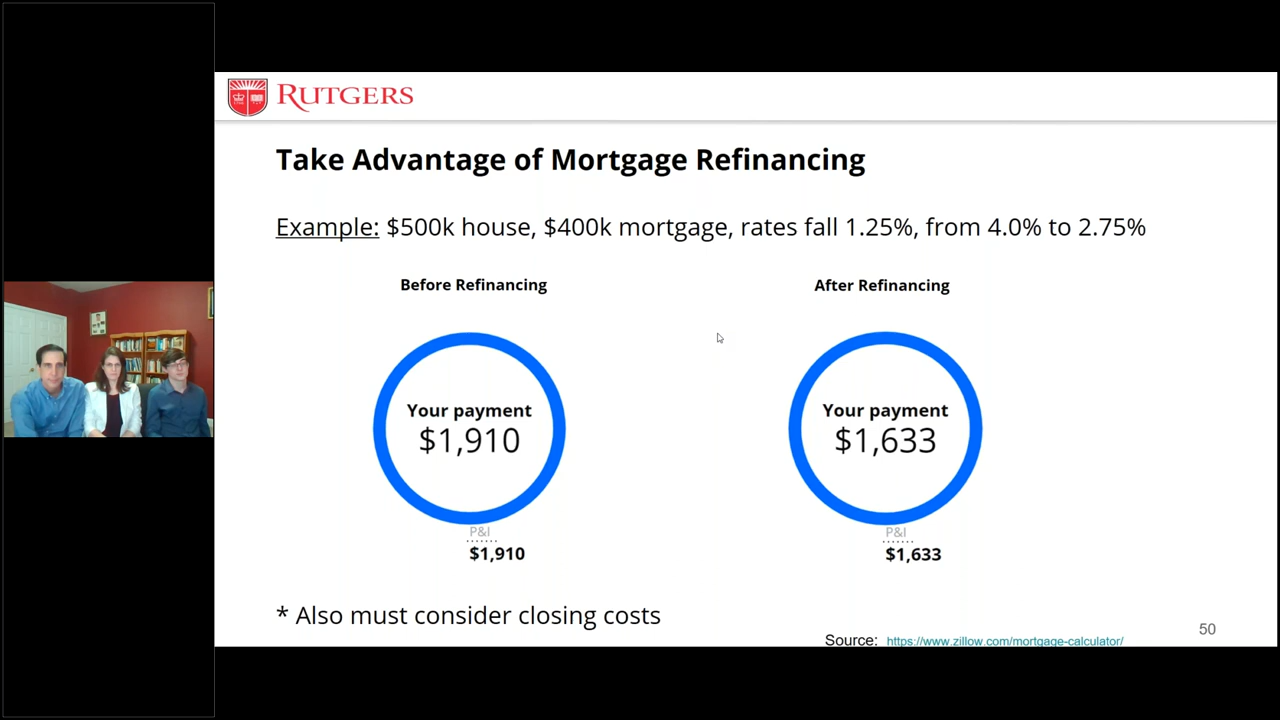 RUTGERS
Take Advantage of Mortgage Refinancing
Example: $500k house, $400k mortgage, rates fall 1.25%, from 4.0% to 2.75%
Before Refinancing
Your payment
$1,910
P&I
$1,910
After Refinancing
Your payment
$1,633
P&I
$1,633
* Also must consider closing costs
Source: https://www.zillow.com/mortgage-calculator/
50